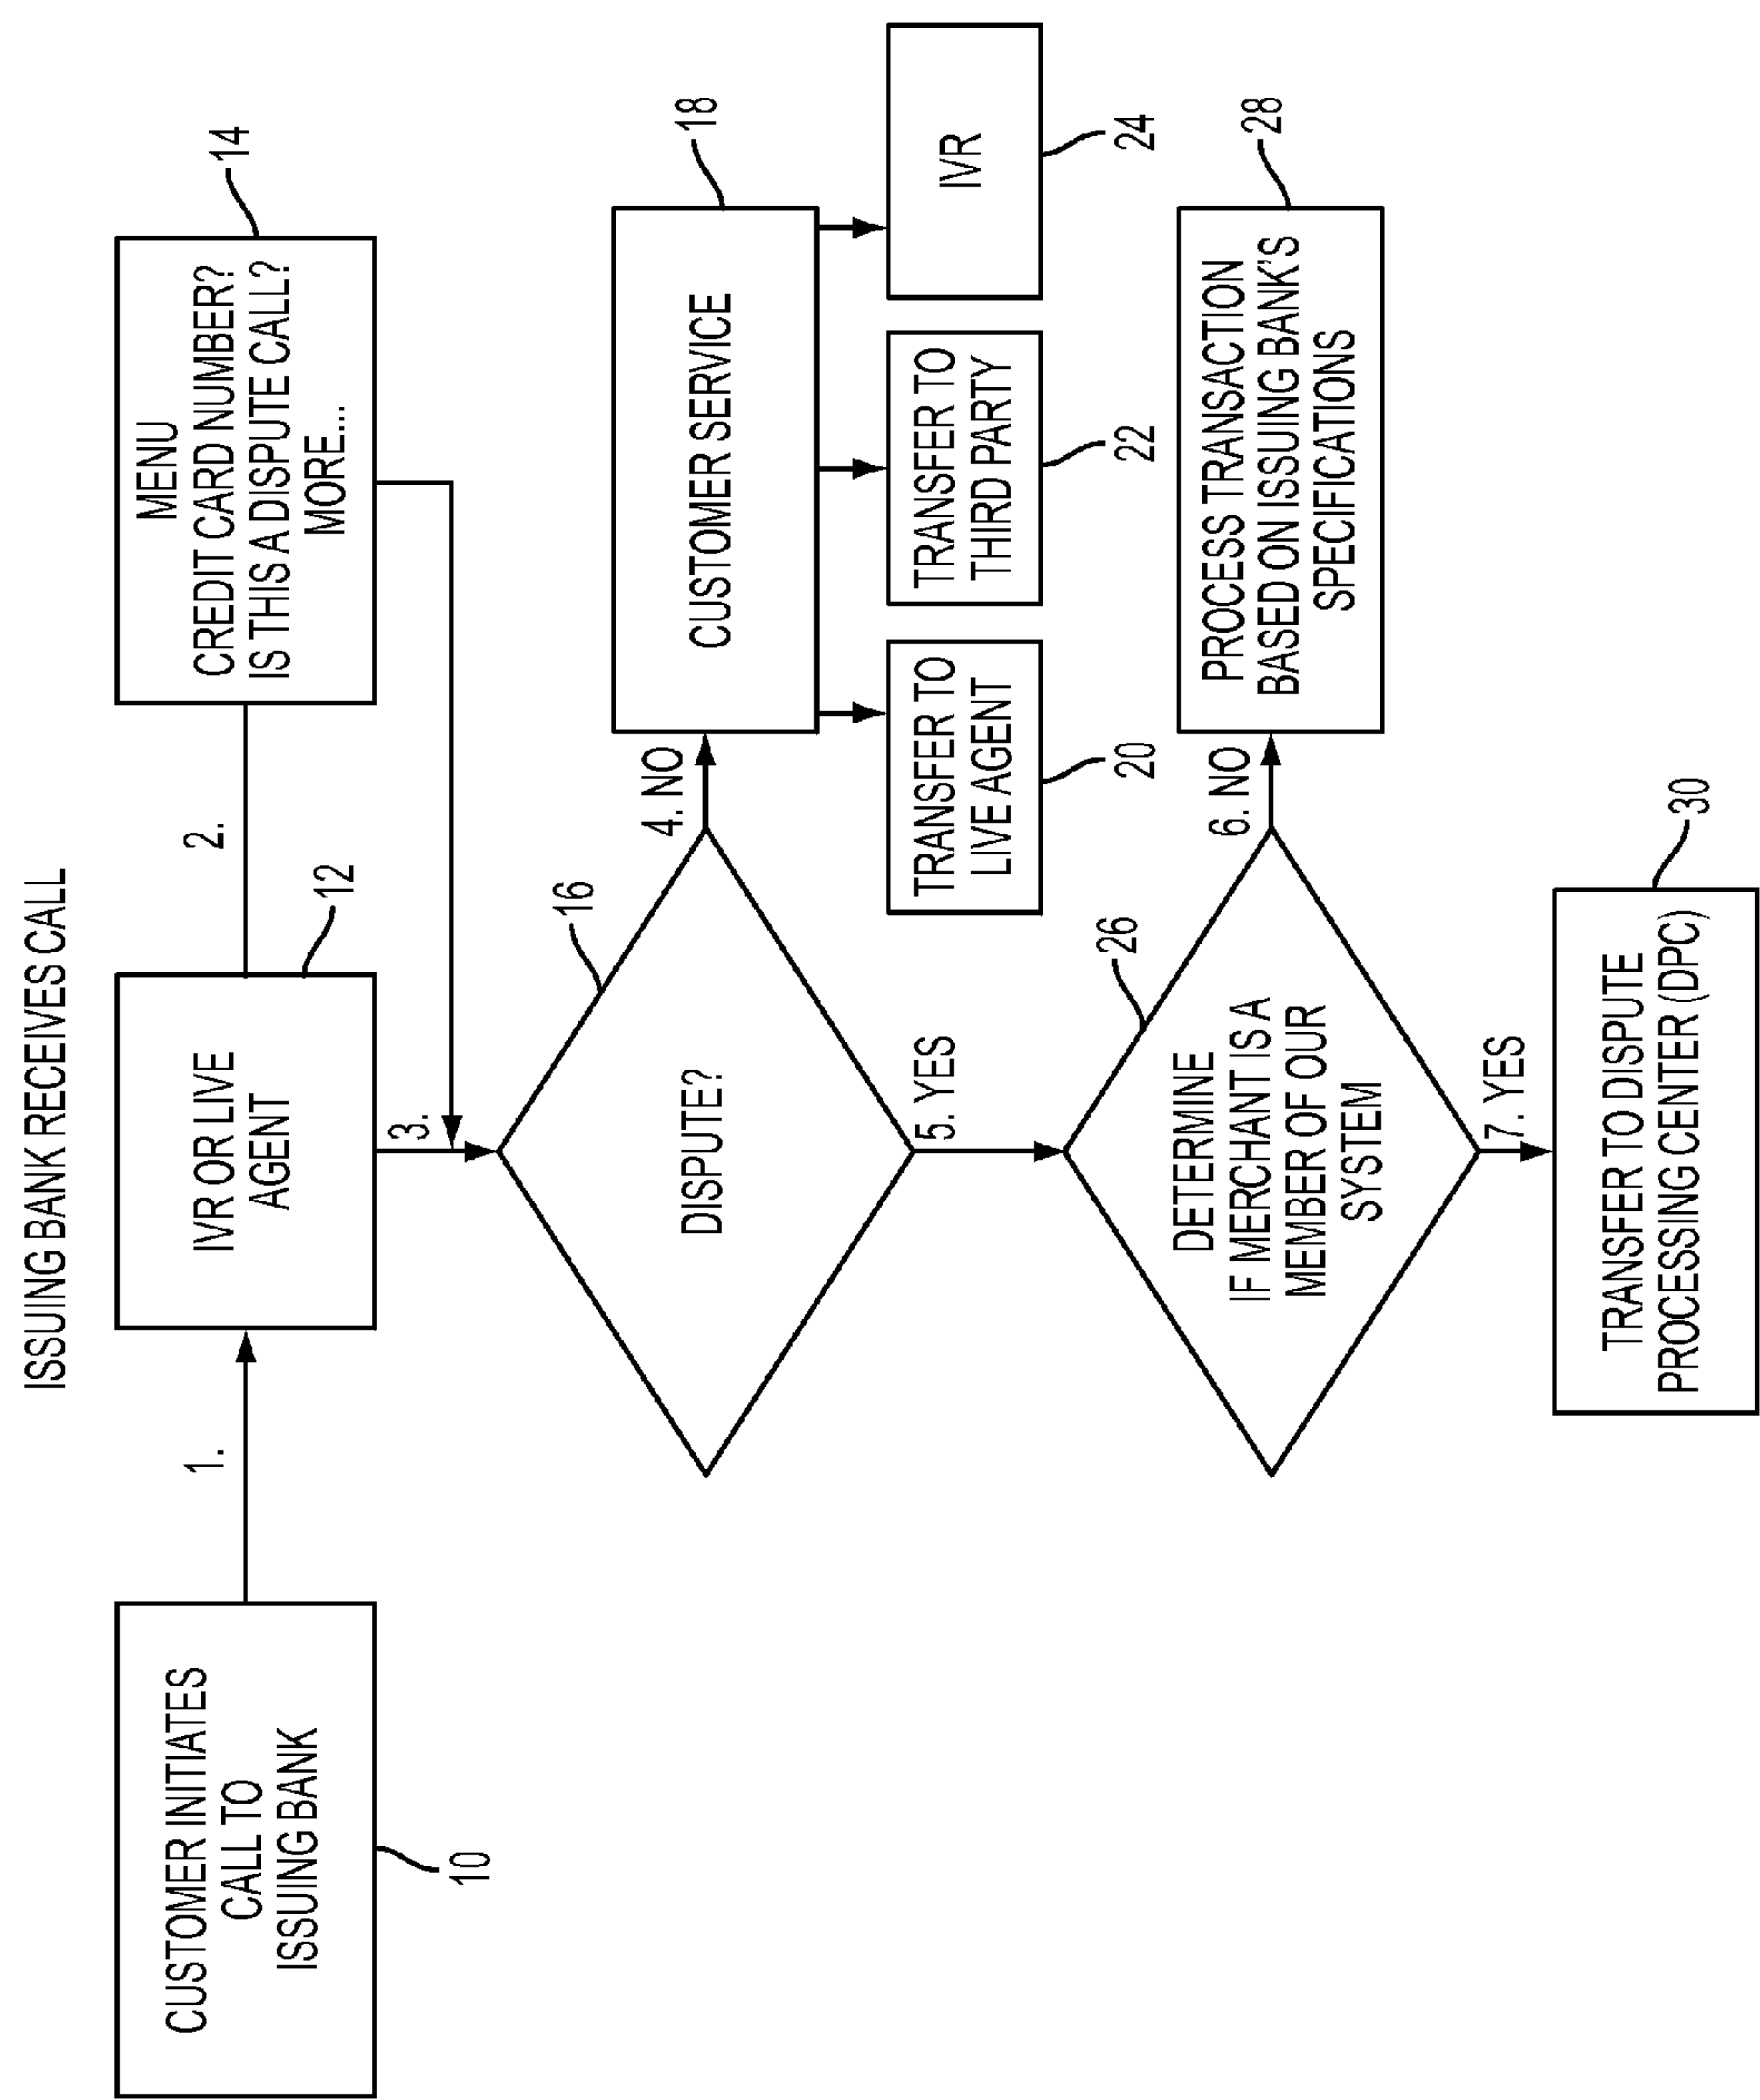 ISSUING BANK RECEIVES CALL
CUSTOMER INITIATES
CALL TO
ISSUING BANK
10
1.
IVR OR LIVE
AGENT
12
2.
MENU
CREDIT CARD NUMBER?
IS THIS A DISPUTE CALL?
MORE...
14
3.
DISPUTE?
16
4. NO
CUSTOMER SERVICE
18
TRANSFER TO
LIVE AGENT
20
TRANSFER TO
THIRD PARTY
22
IVR
24
5. YES
DETERMINE
IF MERCHANT IS A
MEMBER OF OUR
SYSTEM
26
6. NO
PROCESS TRANSACTION
BASED ON ISSUING BANK'S
SPECIFICATIONS
28
7. YES
TRANSFER TO DISPUTE
PROCESSING CENTER (DPC)
30